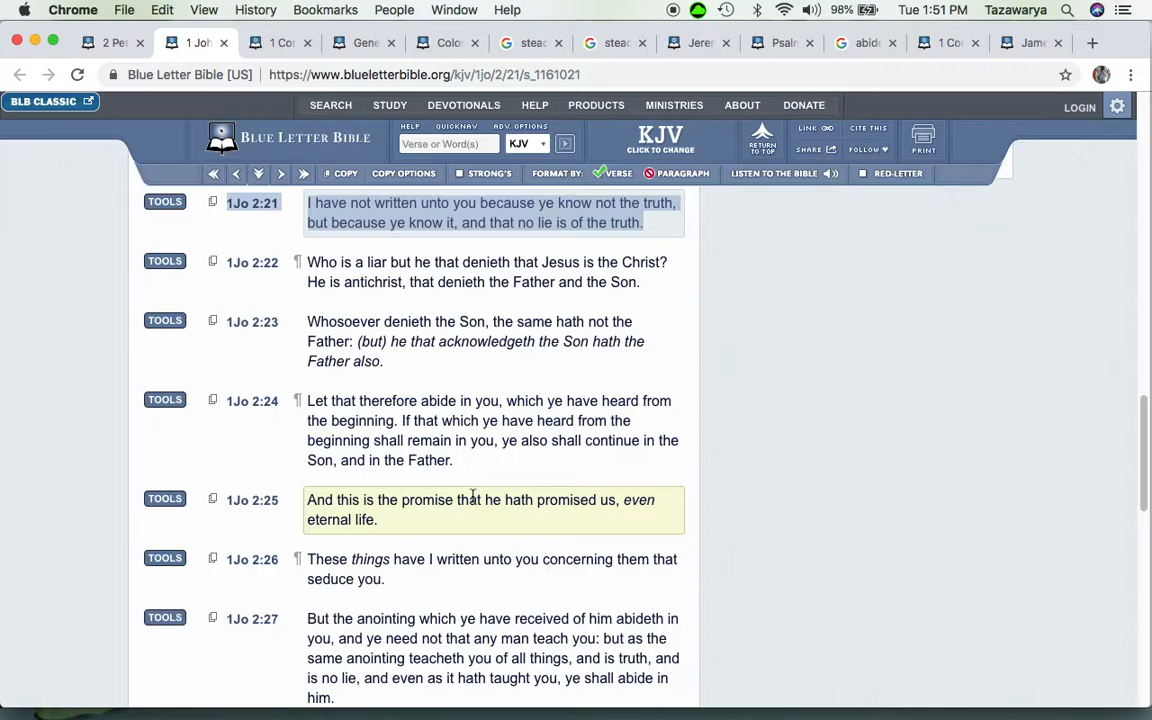 Chrome File Edit View History Bookmarks People Window Help 98% Tue 1:51 PM Tazawarya
2 Pet 1 Joh 1 Cor Gene Colos steac steac Jerer Psaln abide 1 Cor Jame
Blue Letter Bible [US] https://www.blueletterbible.org/kjv/1jo/2/21/s_1161021
BLB CLASSIC SEARCH STUDY DEVOTIONALS HELP PRODUCTS MINISTRIES ABOUT DONATE LOGIN
HELP QUICKNAV ADV. OPTIONS
BLUE LETTER BIBLE Verse or Word(s) KJV
KJV
CLICK TO CHANGE
RETURN
TO TOP
LINK CITE THIS
SHARE FOLLOW
PRINT
COPY COPY OPTIONS STRONG'S FORMAT BY: VERSE PARAGRAPH LISTEN TO THE BIBLE RED-LETTER
TOOLS 1Jo 2:21 I have not written unto you because ye know not the truth,
but because ye know it, and that no lie is of the truth.
TOOLS 1Jo 2:22 ¶ Who is a liar but he that denieth that Jesus is the Christ?
He is antichrist, that denieth the Father and the Son.
TOOLS 1Jo 2:23 Whosoever denieth the Son, the same hath not the
Father: (but) he that acknowledgeth the Son hath the
Father also.
TOOLS 1Jo 2:24 ¶ Let that therefore abide in you, which ye have heard from
the beginning. If that which ye have heard from the
beginning shall remain in you, ye also shall continue in the
Son, and in the Father.
TOOLS 1Jo 2:25 And this is the promise that he hath promised us, even
eternal life.
TOOLS 1Jo 2:26 ¶ These things have I written unto you concerning them that
seduce you.
TOOLS 1Jo 2:27 But the anointing which ye have received of him abideth in
you, and ye need not that any man teach you: but as the
same anointing teacheth you of all things, and is truth, and
is no lie, and even as it hath taught you, ye shall abide in
him.